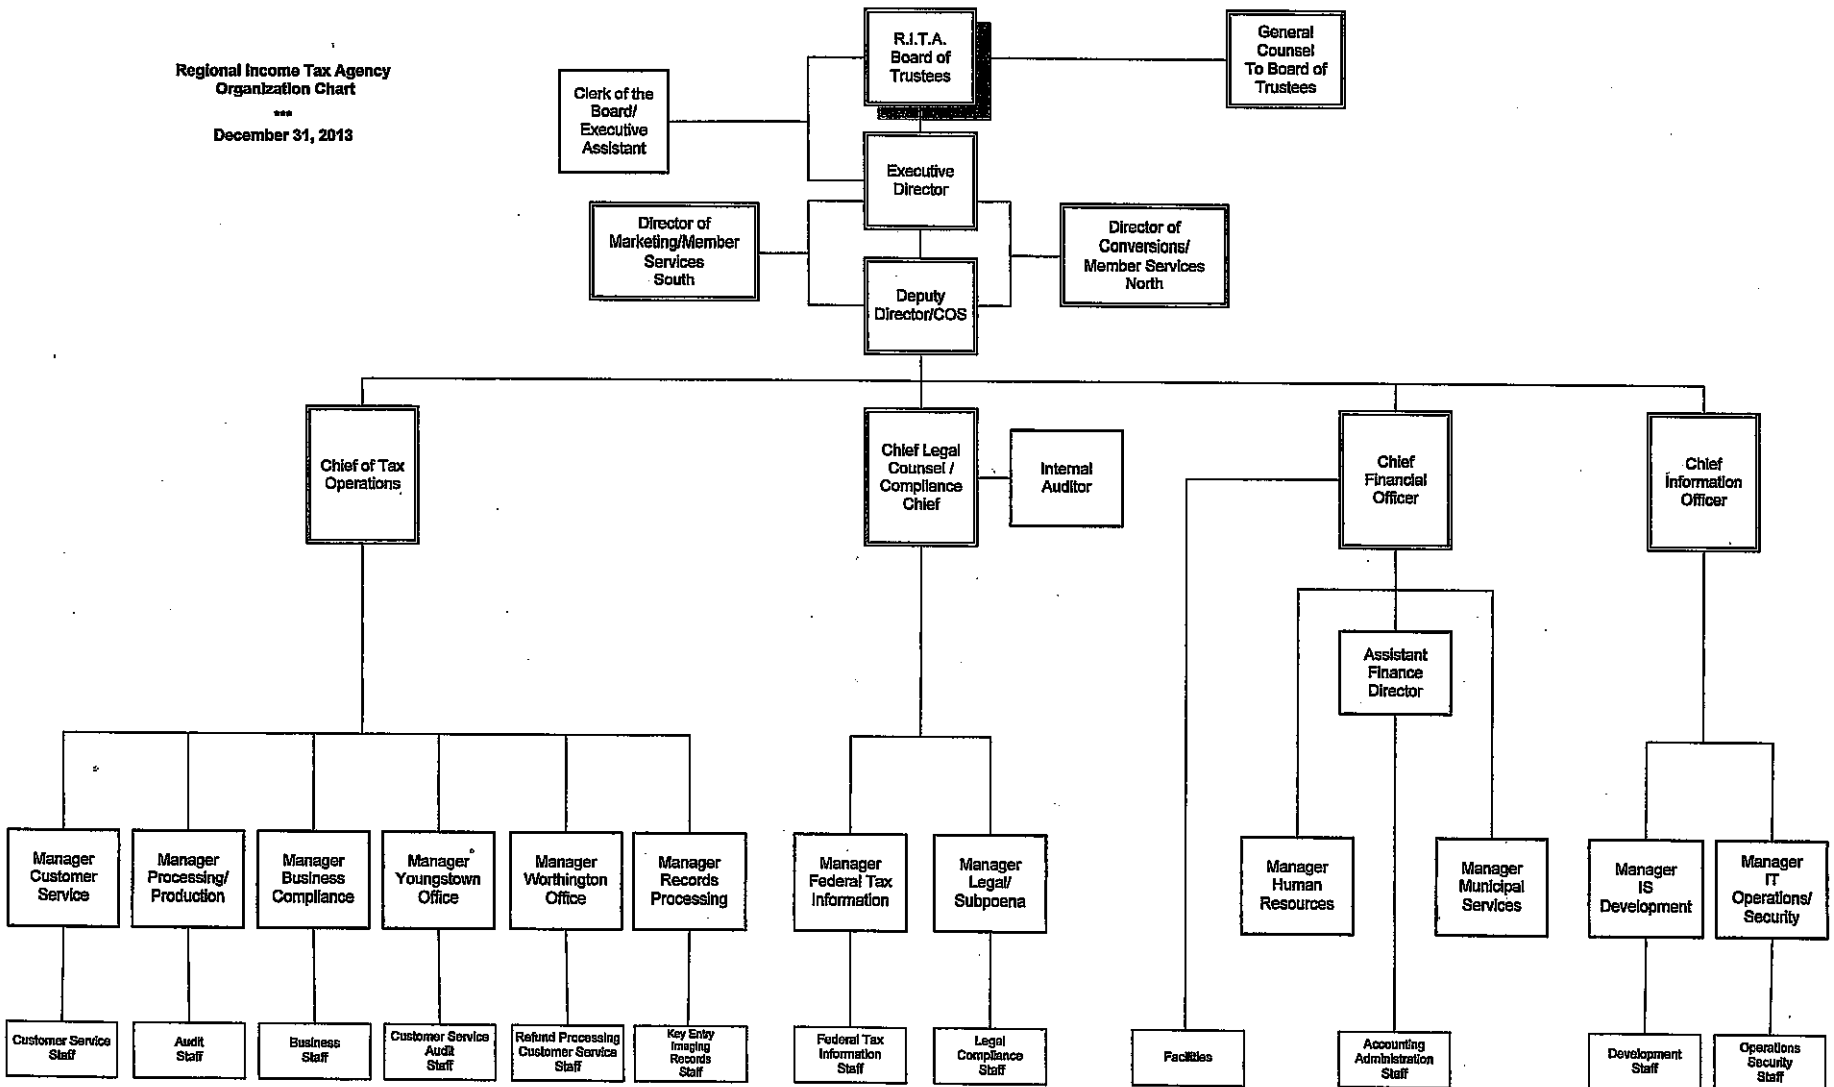 Regional Income Tax Agency
Organization Chart
***
December 31, 2013
R.I.T.A.
Board of
Trustees
General
Counsel
To Board of
Trustees
Clerk of the
Board/
Executive
Assistant
Executive
Director
Director of
Marketing/Member
Services
South
Director of
Conversions/
Member Services
North
Deputy
Director/COS
Chief of Tax
Operations
Chief Legal
Counsel /
Compliance
Chief
Internal
Auditor
Chief
Financial
Officer
Chief
Information
Officer
Assistant
Finance
Director
Manager
Customer
Service
Manager
Processing/
Production
Manager
Business
Compliance
Manager
Youngstown
Office
Manager
Worthington
Office
Manager
Records
Processing
Manager
Federal Tax
Information
Manager
Legal/
Subpoena
Manager
Human
Resources
Manager
Municipal
Services
Manager
IS
Development
Manager
IT
Operations/
Security
Customer Service
Staff
Audit
Staff
Business
Staff
Customer Service
Audit
Staff
Refund Processing
Customer Service
Staff
Key Entry
Imaging
Records
Staff
Federal Tax
Information
Staff
Legal
Compliance
Staff
Facilities
Accounting
Administration
Staff
Development
Staff
Operations
Security
Staff